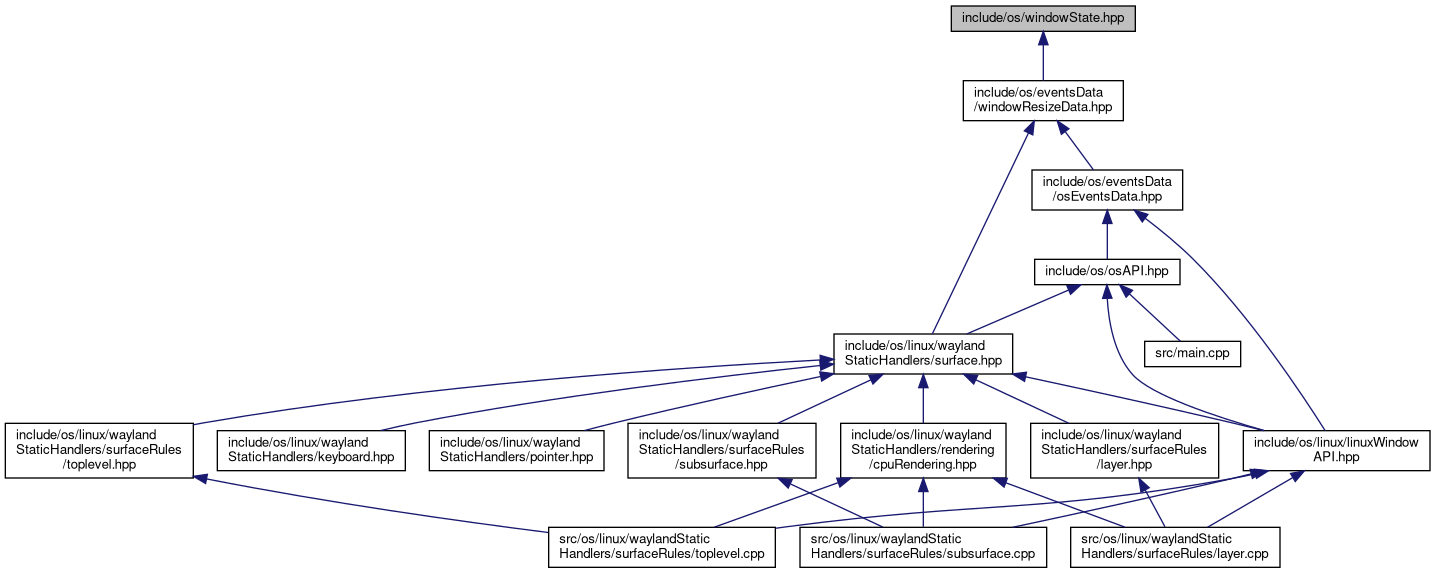 include/os/windowState.hpp
include/os/eventsData
/windowResizeData.hpp
include/os/eventsData
/osEventsData.hpp
include/os/osAPI.hpp
include/os/linux/wayland
StaticHandlers/surface.hpp
src/main.cpp
include/os/linux/wayland
StaticHandlers/surfaceRules
/toplevel.hpp
include/os/linux/wayland
StaticHandlers/keyboard.hpp
include/os/linux/wayland
StaticHandlers/pointer.hpp
include/os/linux/wayland
StaticHandlers/surfaceRules
/subsurface.hpp
include/os/linux/wayland
StaticHandlers/rendering
/cpuRendering.hpp
include/os/linux/wayland
StaticHandlers/surfaceRules
/layer.hpp
include/os/linux/linuxWindow
API.hpp
src/os/linux/waylandStatic
Handlers/surfaceRules/toplevel.cpp
src/os/linux/waylandStatic
Handlers/surfaceRules/subsurface.cpp
src/os/linux/waylandStatic
Handlers/surfaceRules/layer.cpp